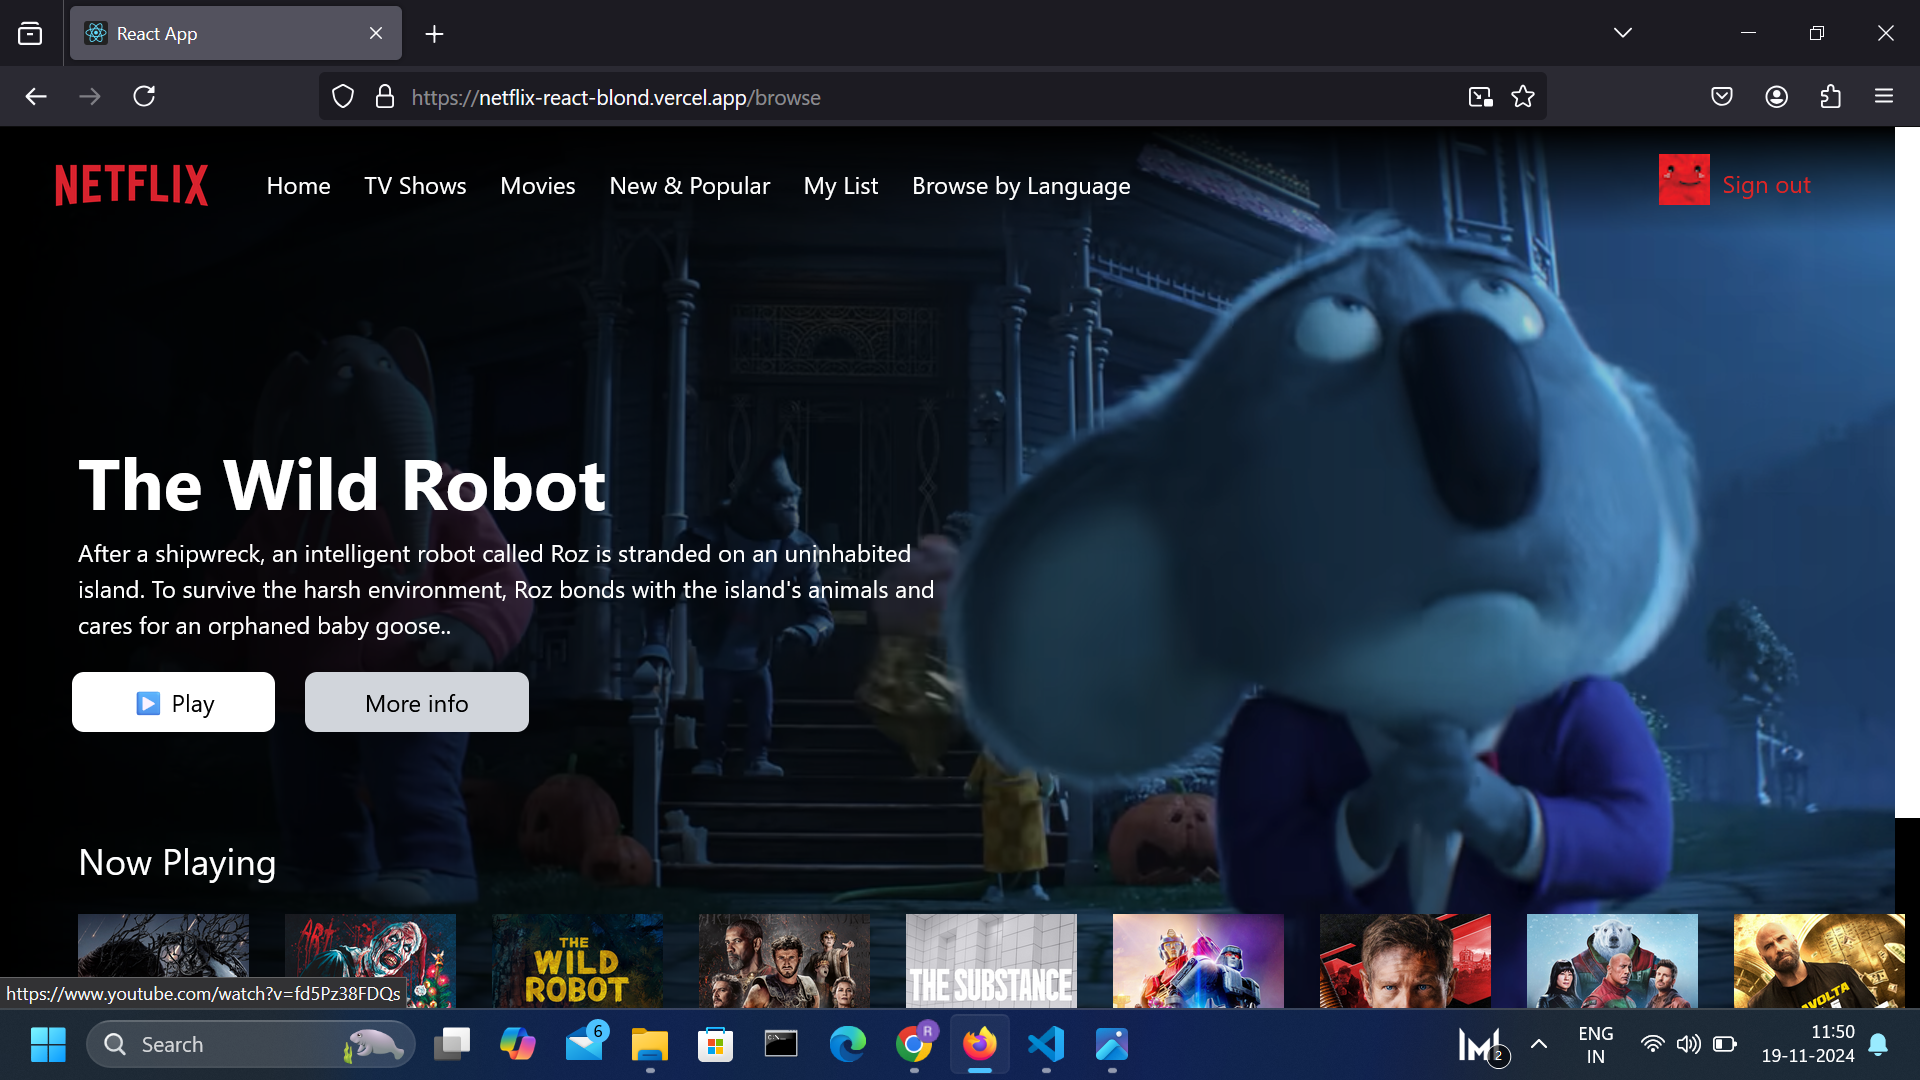 React App
https://netflix-react-blond.vercel.app/browse
NETFLIX
Home
TV Shows
Movies
New & Popular
My List
Browse by Language
Sign out
The Wild Robot
After a shipwreck, an intelligent robot called Roz is stranded on an uninhabited
island. To survive the harsh environment, Roz bonds with the island's animals and
cares for an orphaned baby goose..
Play
More info
Now Playing
ART
THE
WILD
ROBOT
THE SUBSTANCE
https://www.youtube.com/watch?v=fd5Pz38FDQs
Search
6
R
2
ENG
IN
11:50
19-11-2024